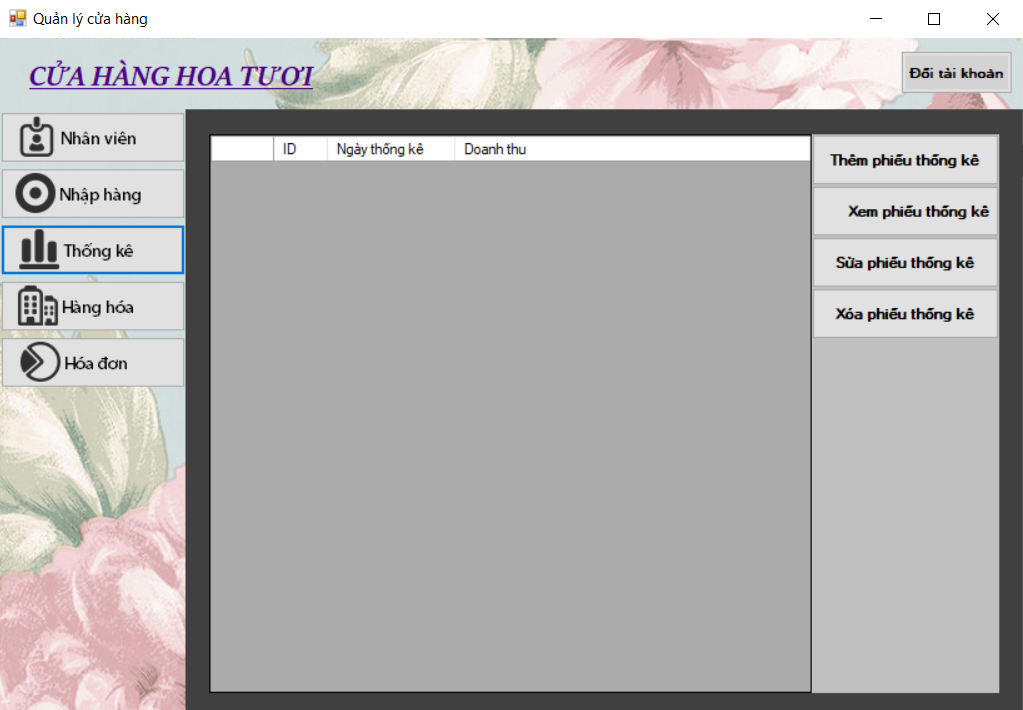 Quản lý cửa hàng
CỬA HÀNG HOA TƯƠI
Đổi tài khoản
Nhân viên
Nhập hàng
Thống kê
Hàng hóa
Hóa đơn
ID Ngày thống kê Doanh thu
Thêm phiếu thống kê
Xem phiếu thống kê
Sửa phiếu thống kê
Xóa phiếu thống kê